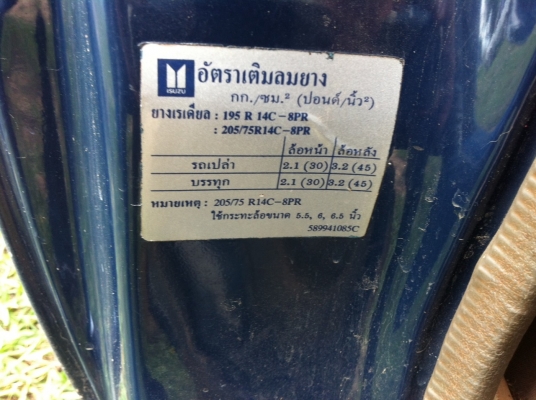 ISUZU
อัตราเติมลมยาง
กก./ซม.² (ปอนด์/นิ้ว²)
ยางเรเดียล : 195 R 14C-8PR
: 205/75R14C-8PR
ล้อหน้า ล้อหลัง
รถเปล่า 2.1 (30) 3.2 (45)
บรรทุก 2.1 (30) 3.2 (45)
หมายเหตุ : 205/75 R14C-8PR
ใช้กระทะล้อขนาด 5.5, 6, 6.5 นิ้ว
589941085C